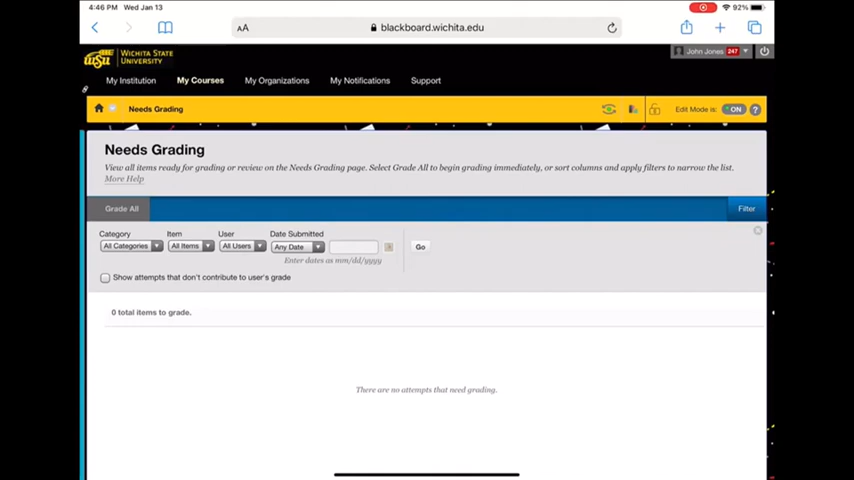 4:46 PM Wed Jan 13
92%
AA
blackboard.wichita.edu
WSU WICHITA STATE
UNIVERSITY
John Jones 247
My Institution My Courses My Organizations My Notifications Support
Needs Grading
Edit Mode is: ON ?
Needs Grading
View all items ready for grading or review on the Needs Grading page. Select Grade All to begin grading immediately, or sort columns and apply filters to narrow the list.
More Help
Grade All Filter
Category Item User Date Submitted
All Categories All Items All Users Any Date Go
Enter dates as mm/dd/yyyy
Show attempts that don't contribute to user's grade
0 total items to grade.
There are no attempts that need grading.